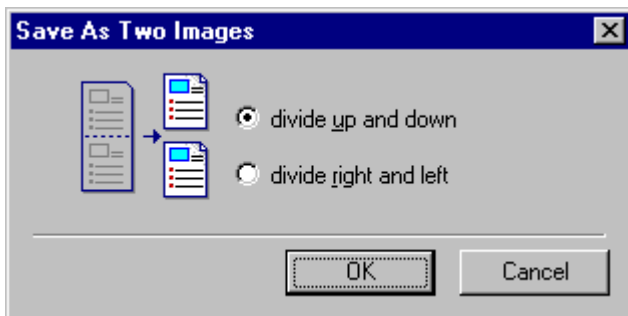 Save As Two Images
divide up and down
divide right and left
OK
Cancel